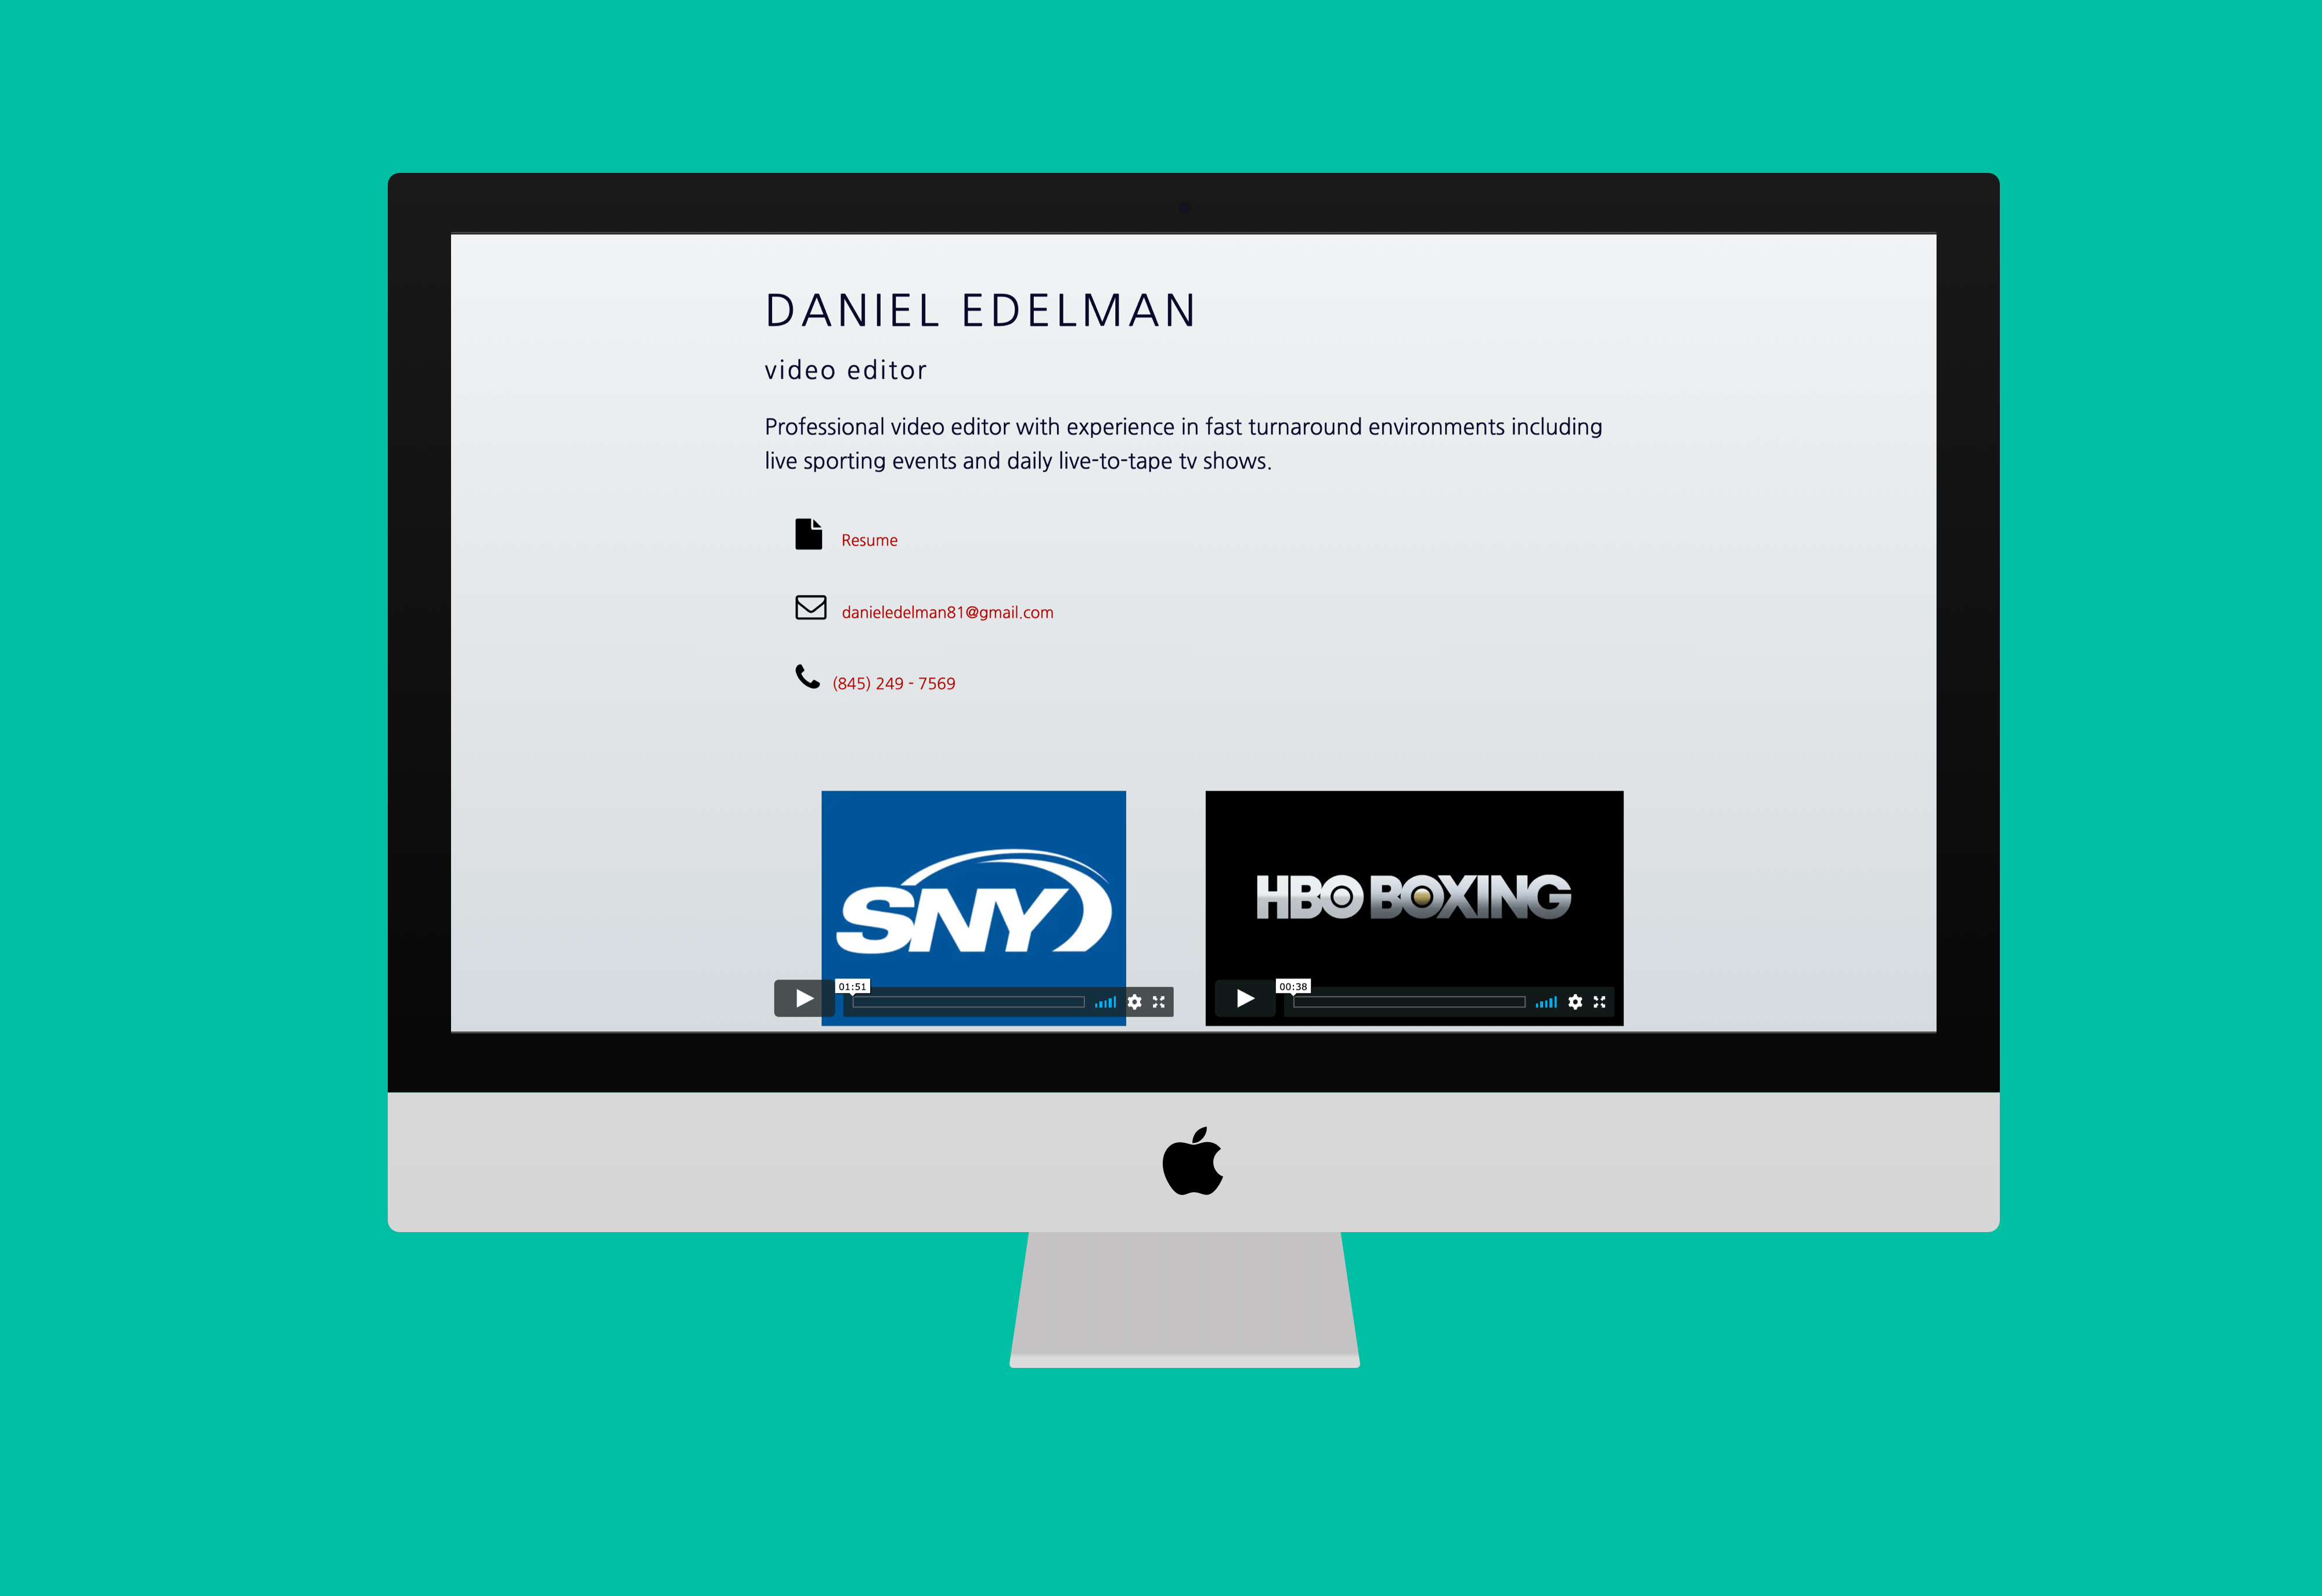 DANIEL EDELMAN
video editor
Professional video editor with experience in fast turnaround environments including
live sporting events and daily live-to-tape tv shows.
Resume
danieledelman81@gmail.com
(845) 249 - 7569
SNY
HBO BOXING
01:51
00:38